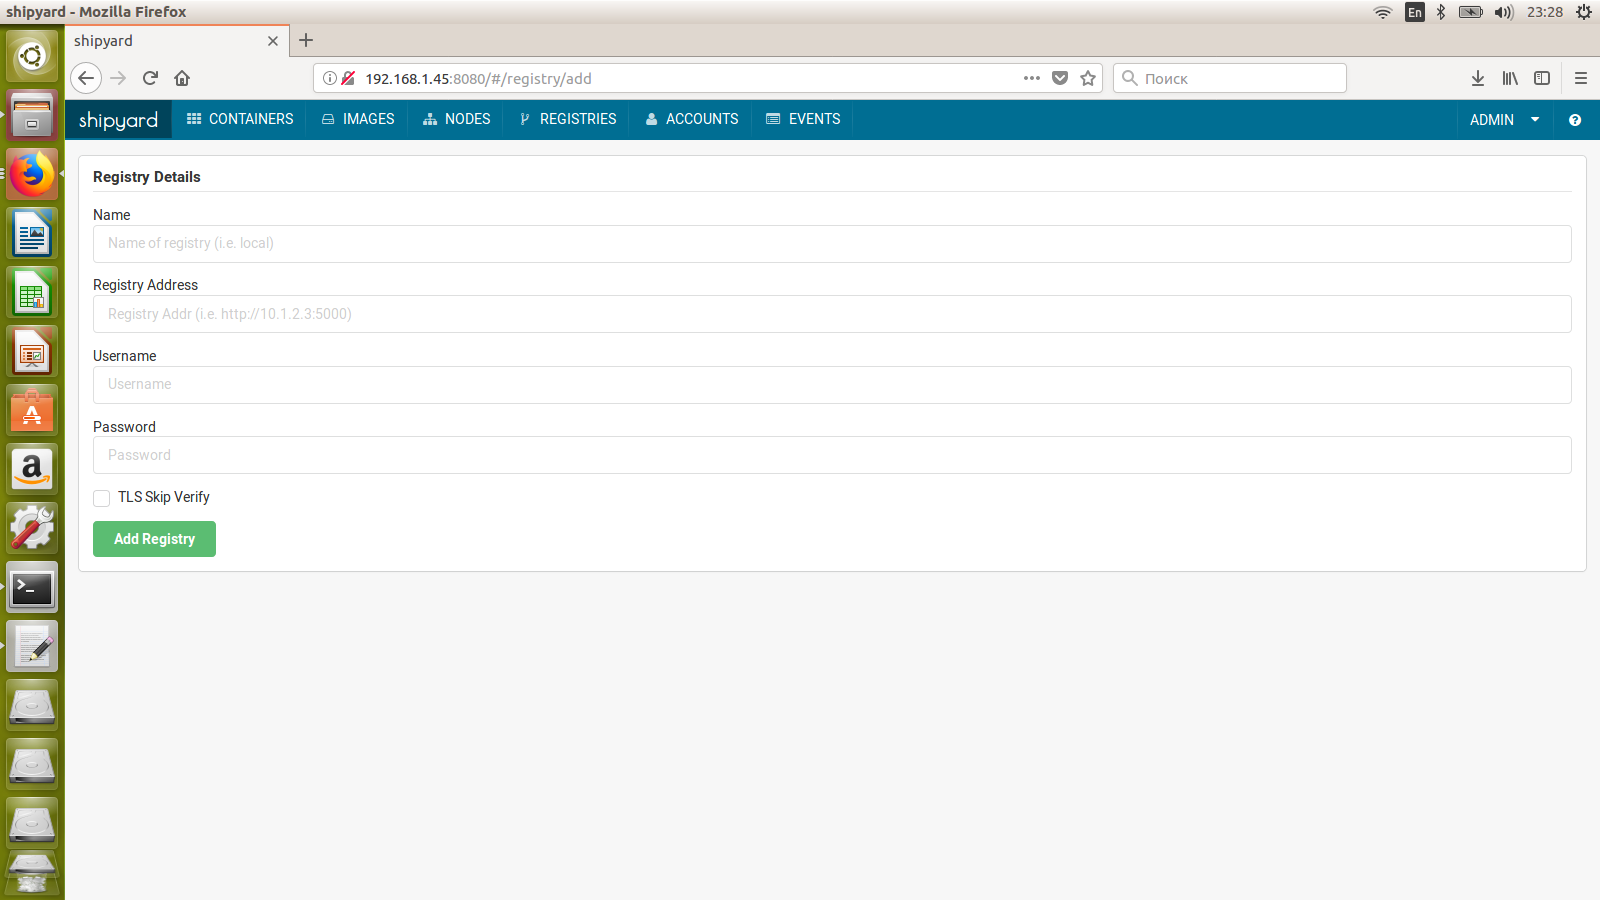 shipyard - Mozilla Firefox
En
23:28
shipyard
192.168.1.45:8080/#/registry/add
Поиск
shipyard
CONTAINERS
IMAGES
NODES
REGISTRIES
ACCOUNTS
EVENTS
ADMIN
Registry Details
Name
Name of registry (i.e. local)
Registry Address
Registry Addr (i.e. http://10.1.2.3:5000)
Username
Username
Password
Password
TLS Skip Verify
Add Registry